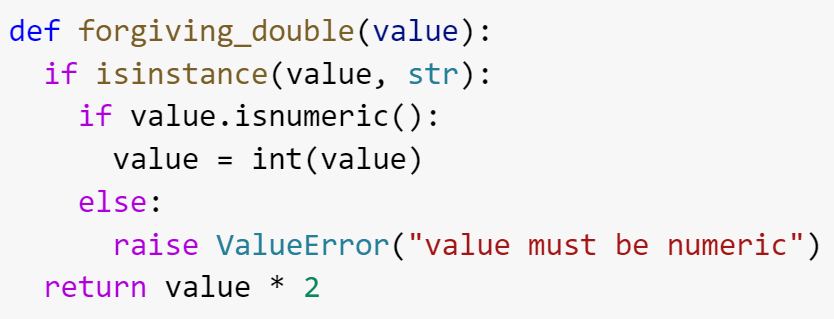 def forgiving_double(value):
  if isinstance(value, str):
    if value.isnumeric():
      value = int(value)
    else:
      raise ValueError("value must be numeric")
  return value * 2